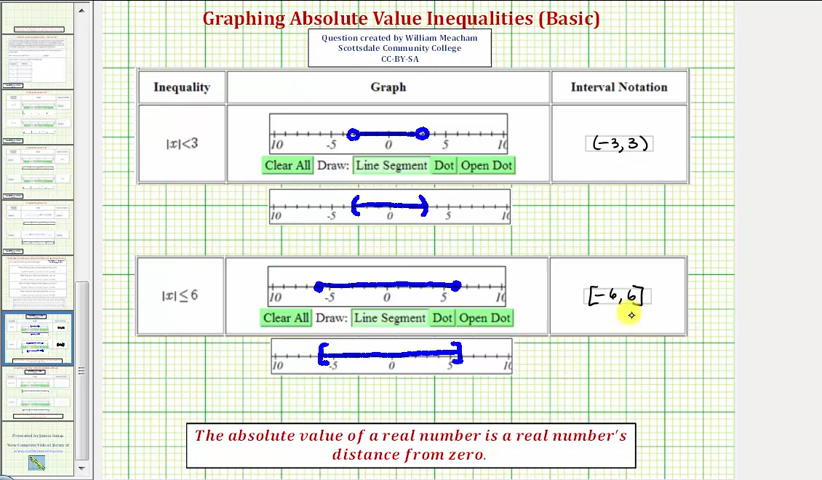 Graphing Absolute Value Inequalities (Basic)
Question created by William Meacham
Scottsdale Community College
CC-BY-SA
Inequality Graph Interval Notation
|x|<3
10 -5 0 5 10
Clear All Draw: Line Segment Dot Open Dot
(-3, 3)
10 -5 0 5 10
|x|≤6
10 -5 0 5 10
Clear All Draw: Line Segment Dot Open Dot
[-6, 6]
10 -5 0 5 10
The absolute value of a real number is a real number's
distance from zero.